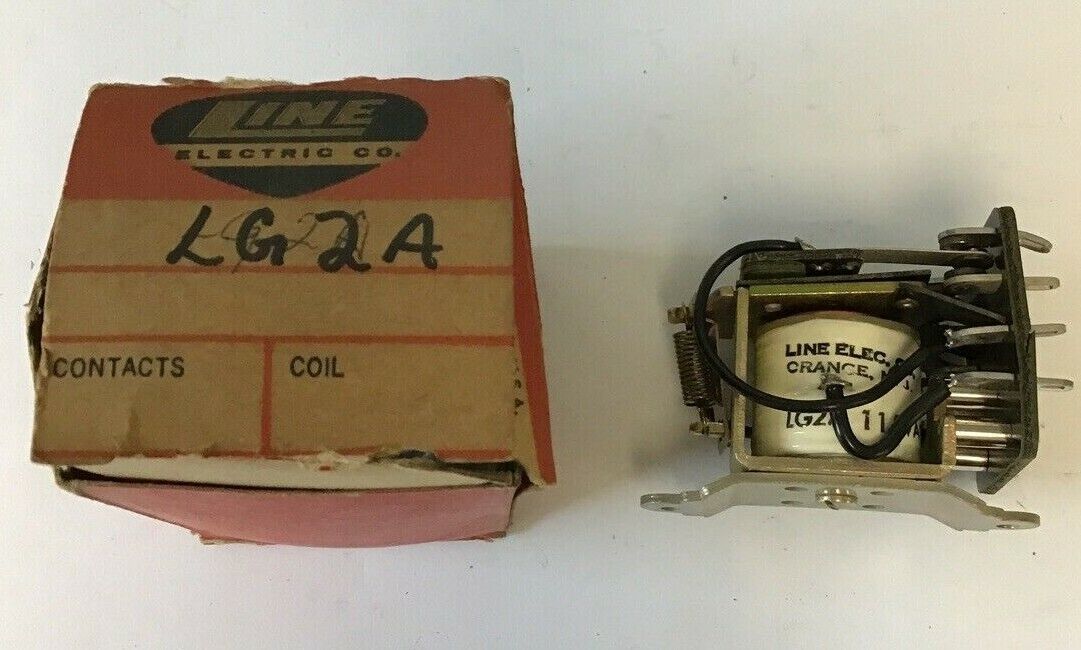 LINE
ELECTRIC CO.
LG2A
CONTACTS
COIL
LINE ELEC.
CRANGE,